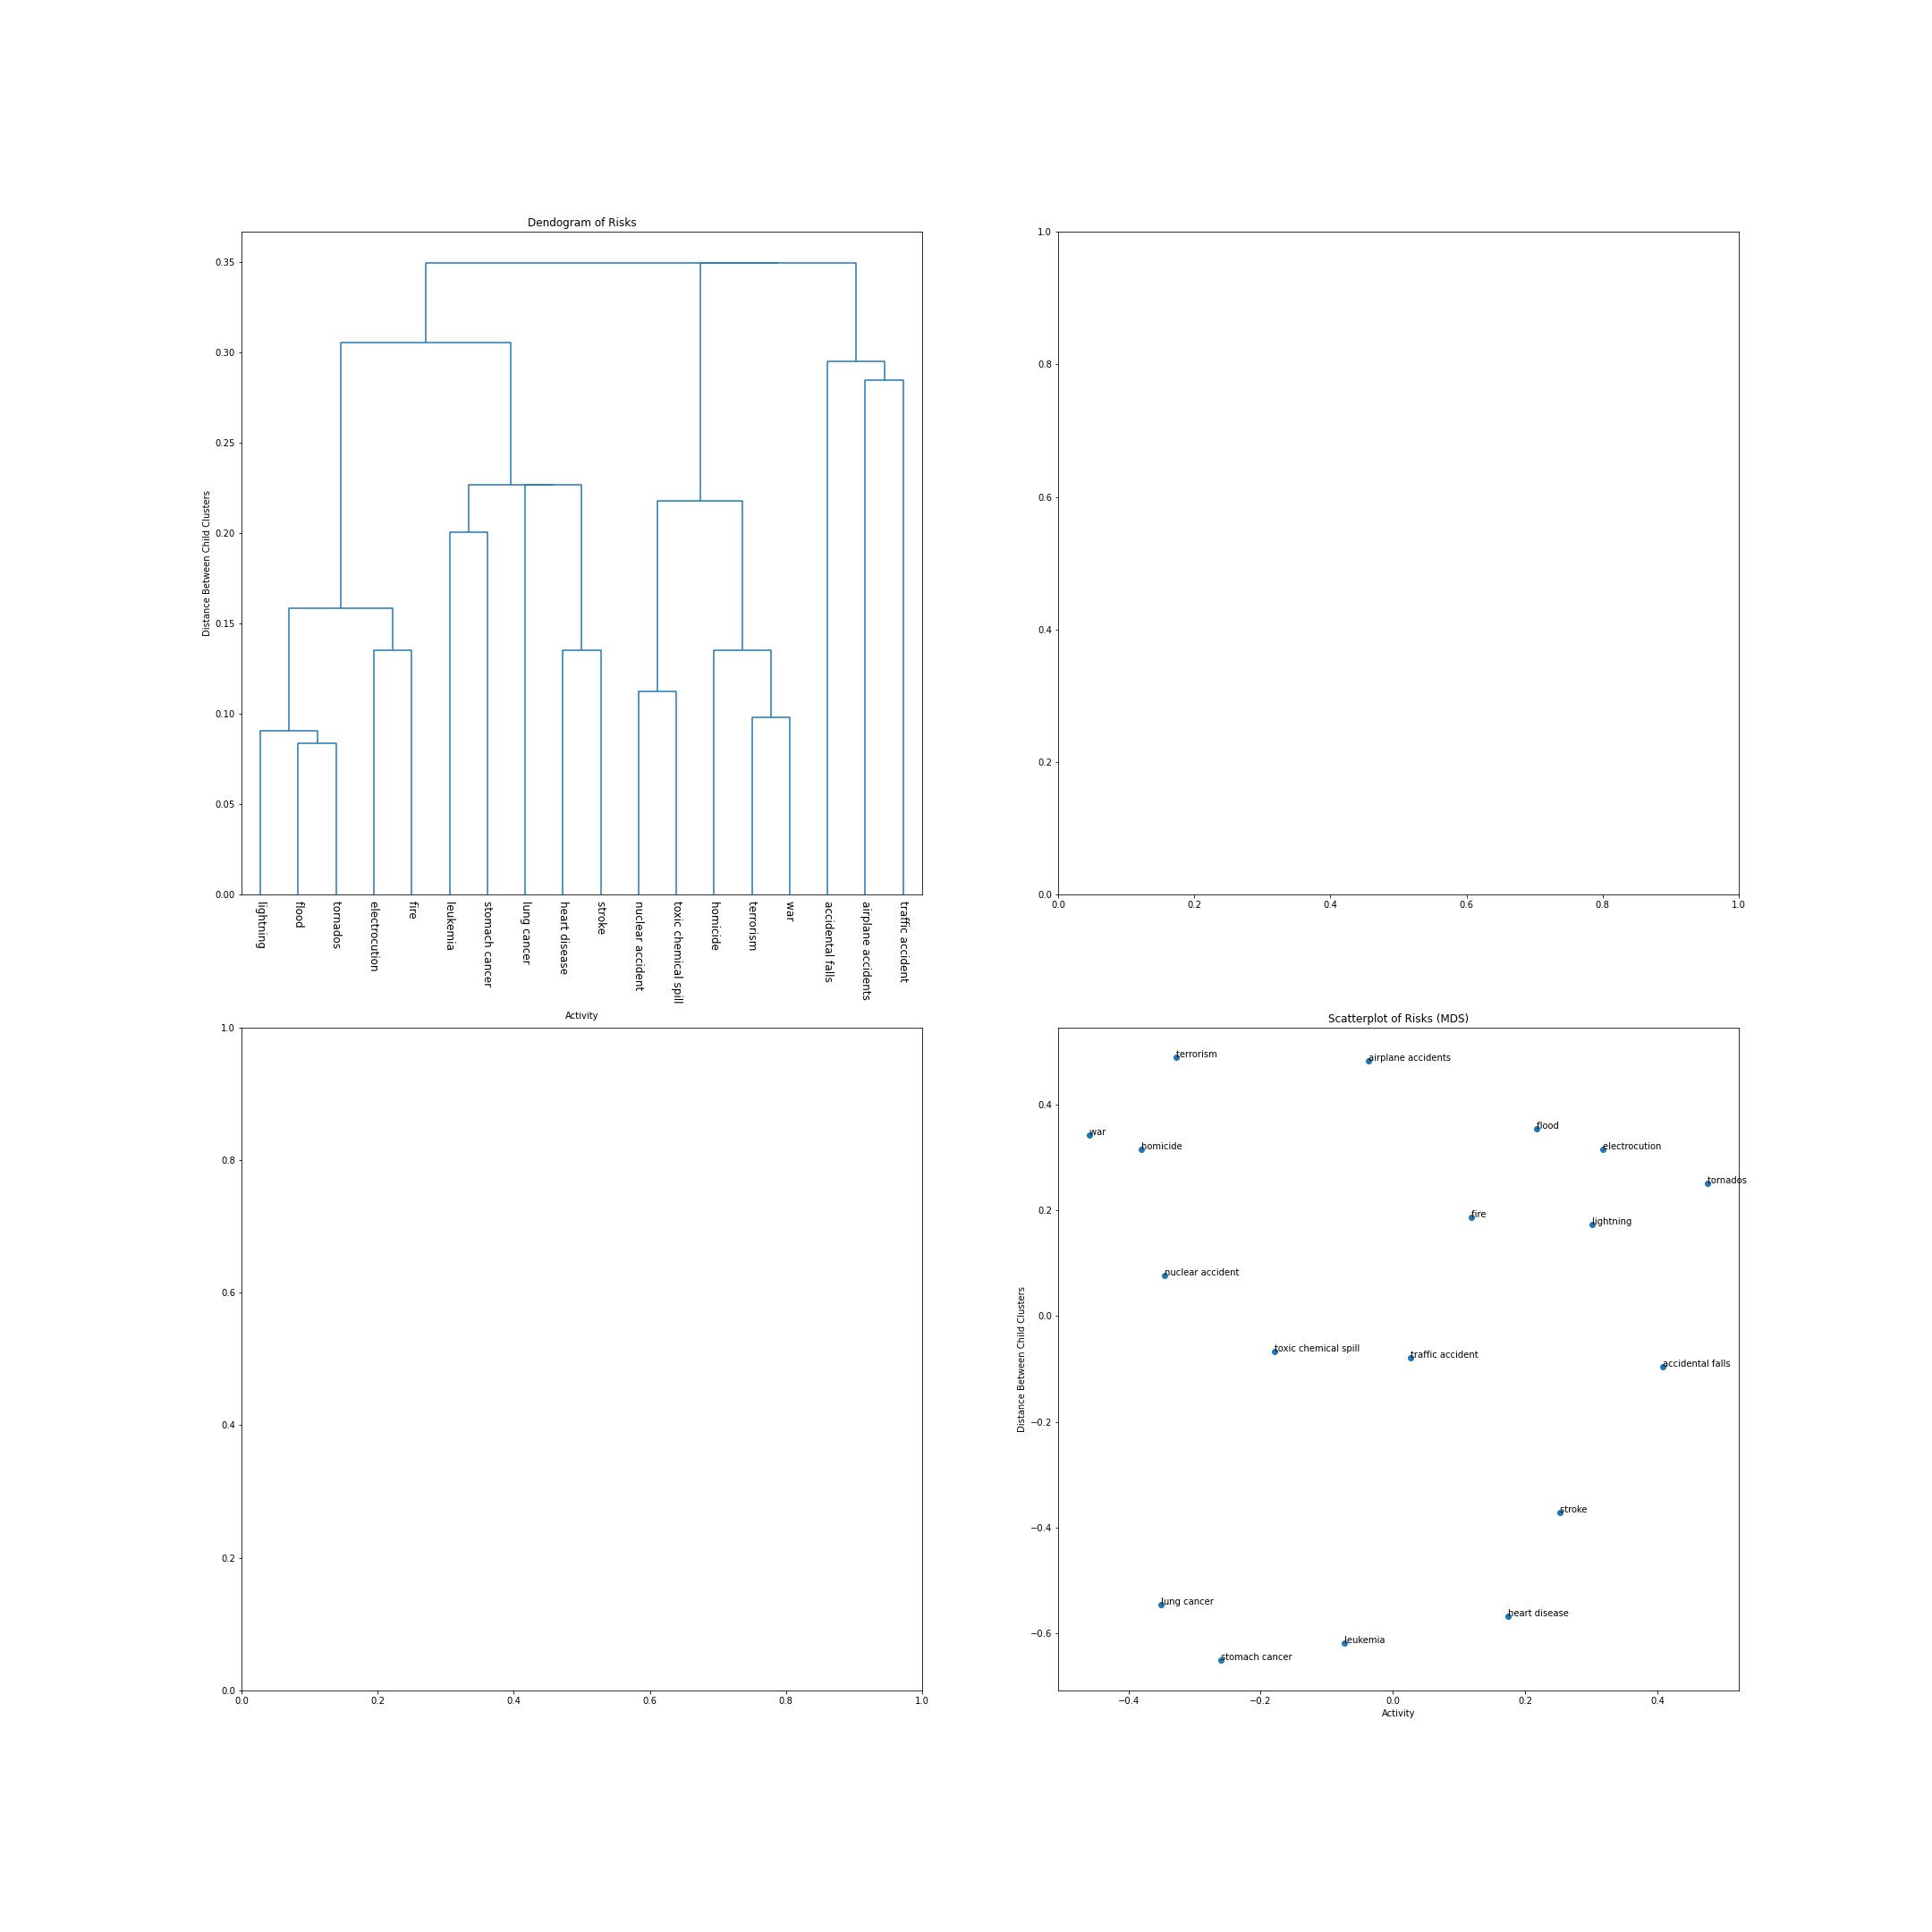 Dendogram of Risks
0.35
0.30
0.25
0.20
0.15
0.10
0.05
0.00
Distance Between Child Clusters
lightning
flood
tornados
electrocution
fire
leukemia
stomach cancer
lung cancer
heart disease
stroke
nuclear accident
toxic chemical spill
homicide
terrorism
war
accidental falls
airplane accidents
traffic accident
Activity
1.0
0.8
0.6
0.4
0.2
0.0
0.0 0.2 0.4 0.6 0.8 1.0
1.0
0.8
0.6
0.4
0.2
0.0
0.0 0.2 0.4 0.6 0.8 1.0
Scatterplot of Risks (MDS)
0.4
0.2
0.0
−0.2
−0.4
−0.6
Distance Between Child Clusters
terrorism
airplane accidents
war
homicide
flood
electrocution
tornados
fire
lightning
nuclear accident
toxic chemical spill
traffic accident
accidental falls
stroke
lung cancer
heart disease
leukemia
stomach cancer
−0.4 −0.2 0.0 0.2 0.4
Activity